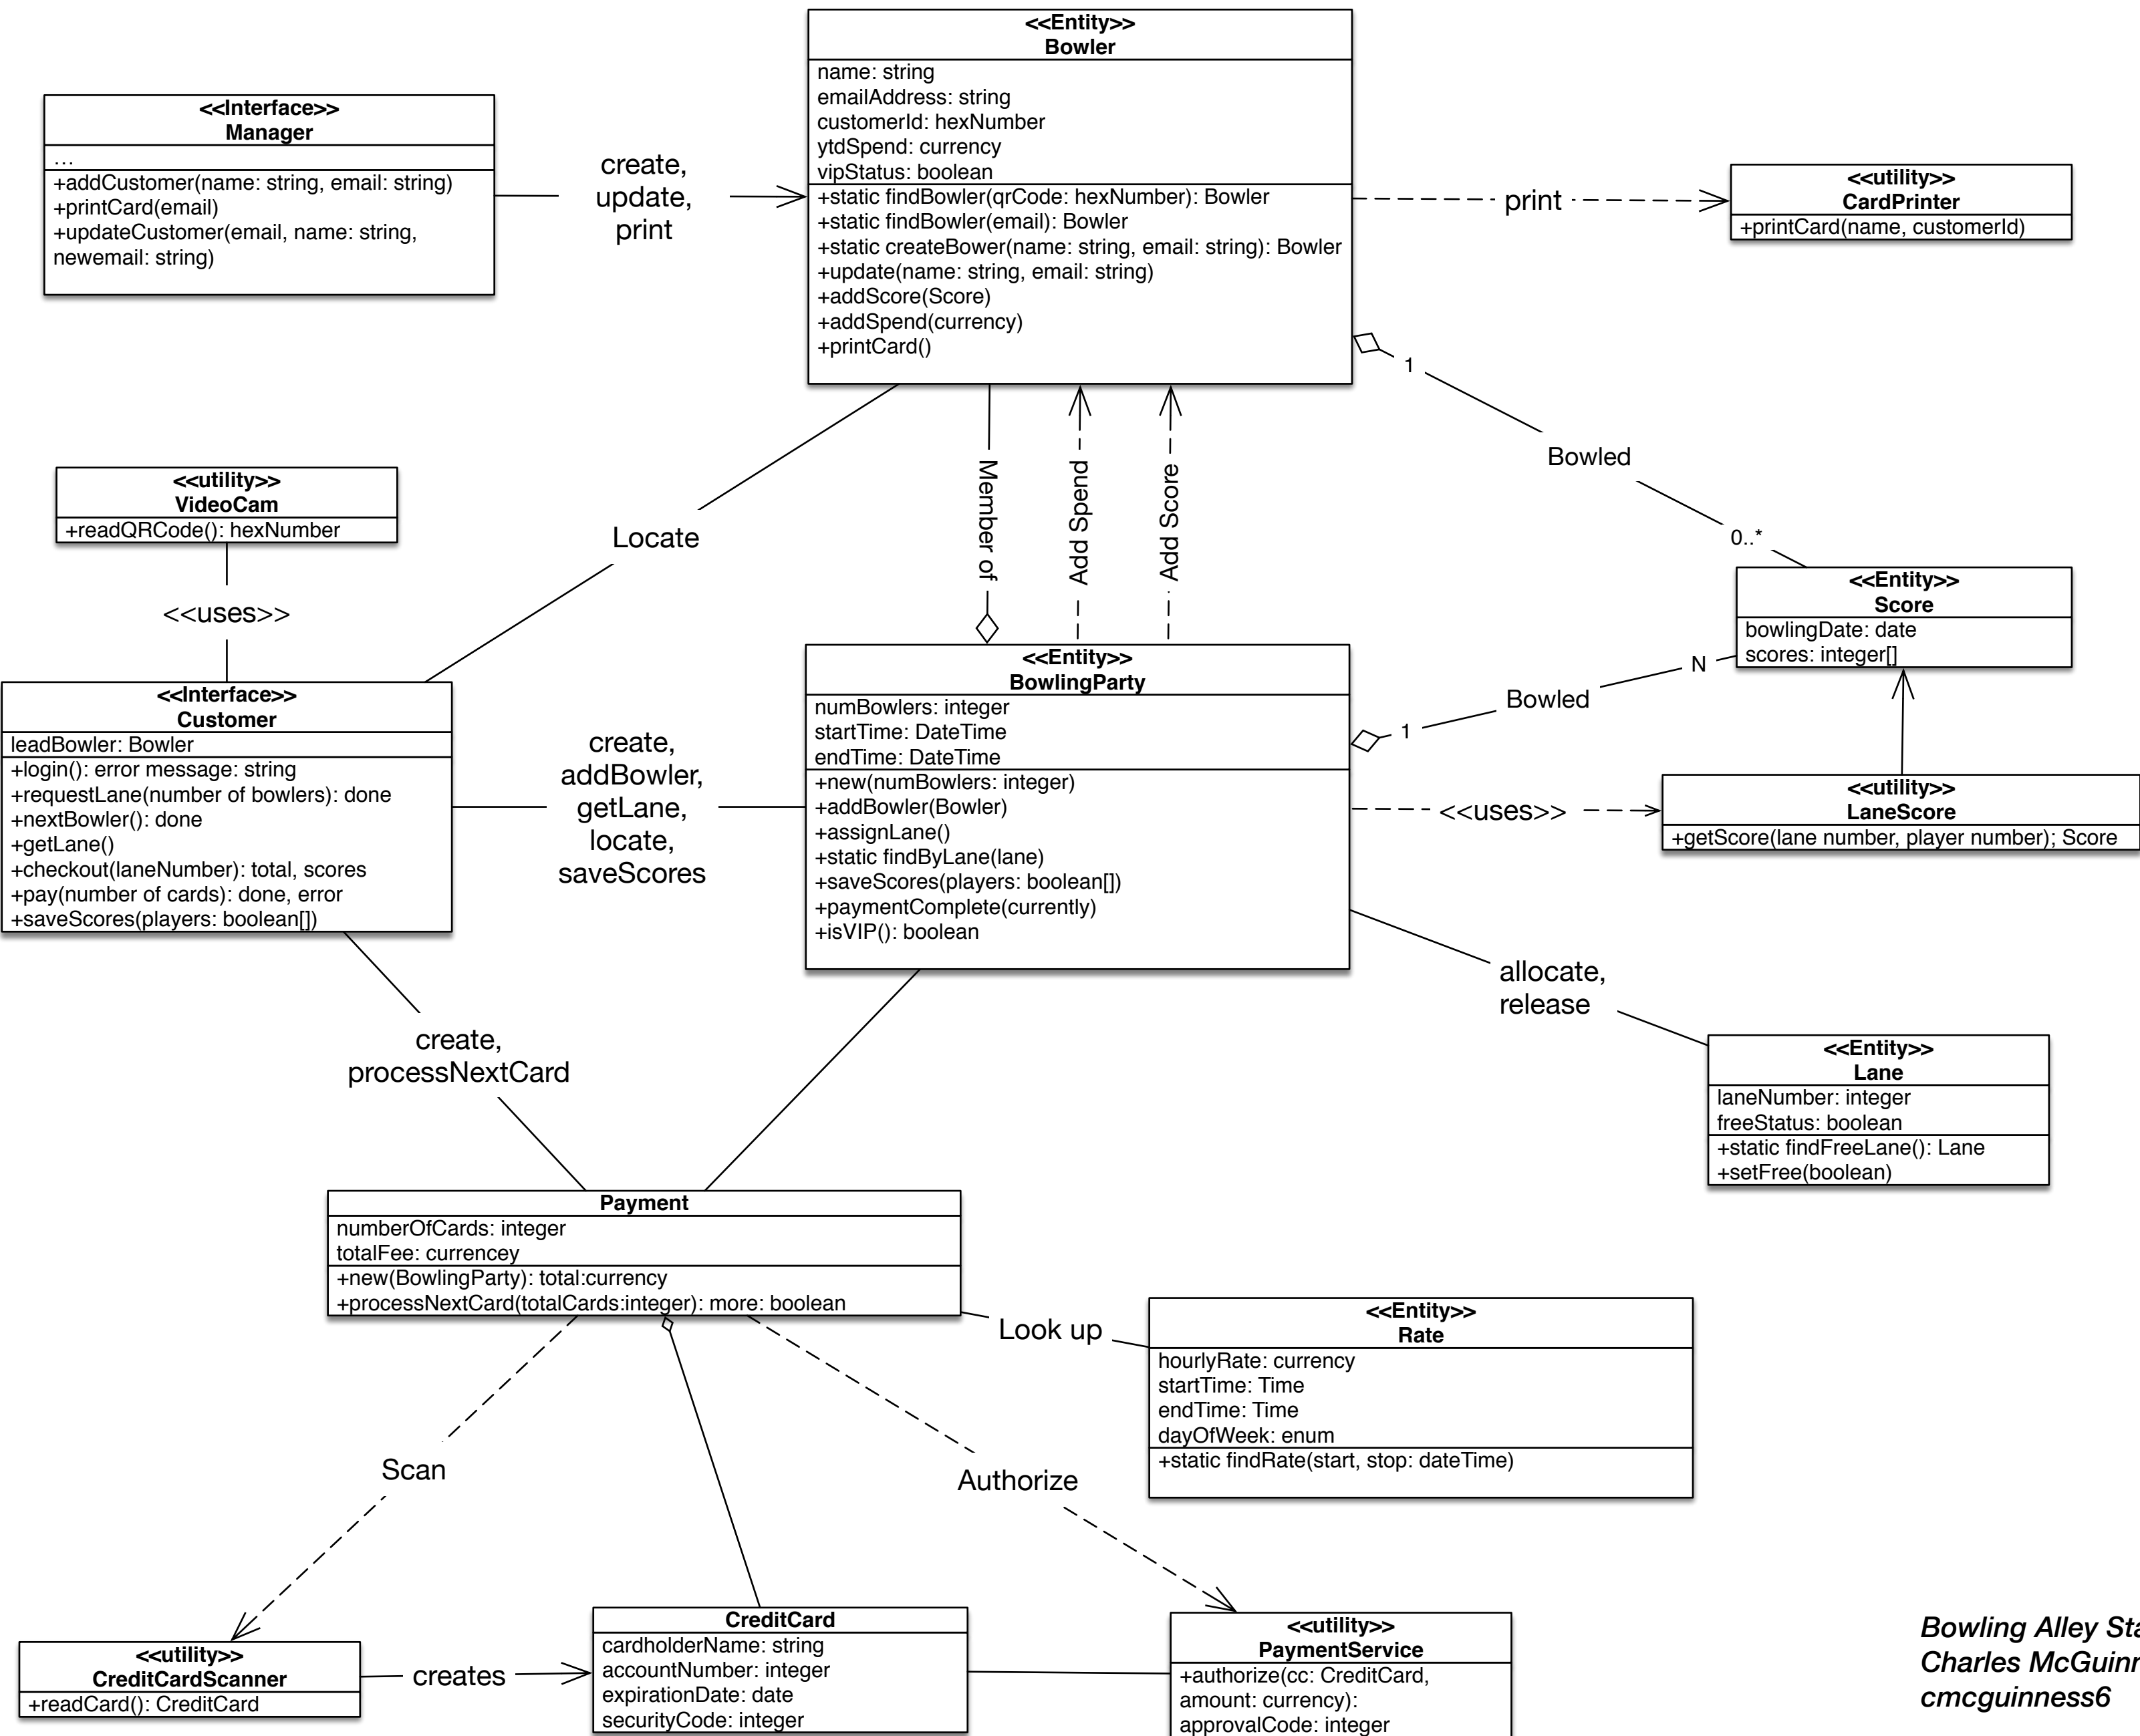 <<Entity>>
Bowler
name: string
emailAddress: string
customerId: hexNumber
ytdSpend: currency
vipStatus: boolean
+static findBowler(qrCode: hexNumber): Bowler
+static findBowler(email): Bowler
+static createBower(name: string, email: string): Bowler
+update(name: string, email: string)
+addScore(Score)
+addSpend(currency)
+printCard()
<<Interface>>
Manager
...
+addCustomer(name: string, email: string)
+printCard(email)
+updateCustomer(email, name: string,
newemail: string)
create,
update,
print
print
<<utility>>
CardPrinter
+printCard(name, customerId)
1
Bowled
0..*
<<utility>>
VideoCam
+readQRCode(): hexNumber
<<uses>>
Locate
Member of
Add Spend
Add Score
<<Entity>>
Score
bowlingDate: date
scores: integer[]
<<Interface>>
Customer
leadBowler: Bowler
+login(): error message: string
+requestLane(number of bowlers): done
+nextBowler(): done
+getLane()
+checkout(laneNumber): total, scores
+pay(number of cards): done, error
+saveScores(players: boolean[])
create,
addBowler,
getLane,
locate,
saveScores
<<Entity>>
BowlingParty
numBowlers: integer
startTime: DateTime
endTime: DateTime
+new(numBowlers: integer)
+addBowler(Bowler)
+assignLane()
+static findByLane(lane)
+saveScores(players: boolean[])
+paymentComplete(currently)
+isVIP(): boolean
N
Bowled
1
<<uses>>
<<utility>>
LaneScore
+getScore(lane number, player number); Score
allocate,
release
<<Entity>>
Lane
laneNumber: integer
freeStatus: boolean
+static findFreeLane(): Lane
+setFree(boolean)
create,
processNextCard
Payment
numberOfCards: integer
totalFee: currencey
+new(BowlingParty): total:currency
+processNextCard(totalCards:integer): more: boolean
Look up
<<Entity>>
Rate
hourlyRate: currency
startTime: Time
endTime: Time
dayOfWeek: enum
+static findRate(start, stop: dateTime)
Scan
Authorize
<<utility>>
CreditCardScanner
+readCard(): CreditCard
creates
CreditCard
cardholderName: string
accountNumber: integer
expirationDate: date
securityCode: integer
<<utility>>
PaymentService
+authorize(cc: CreditCard,
amount: currency):
approvalCode: integer
Bowling Alley
Charles
cmcguinness6